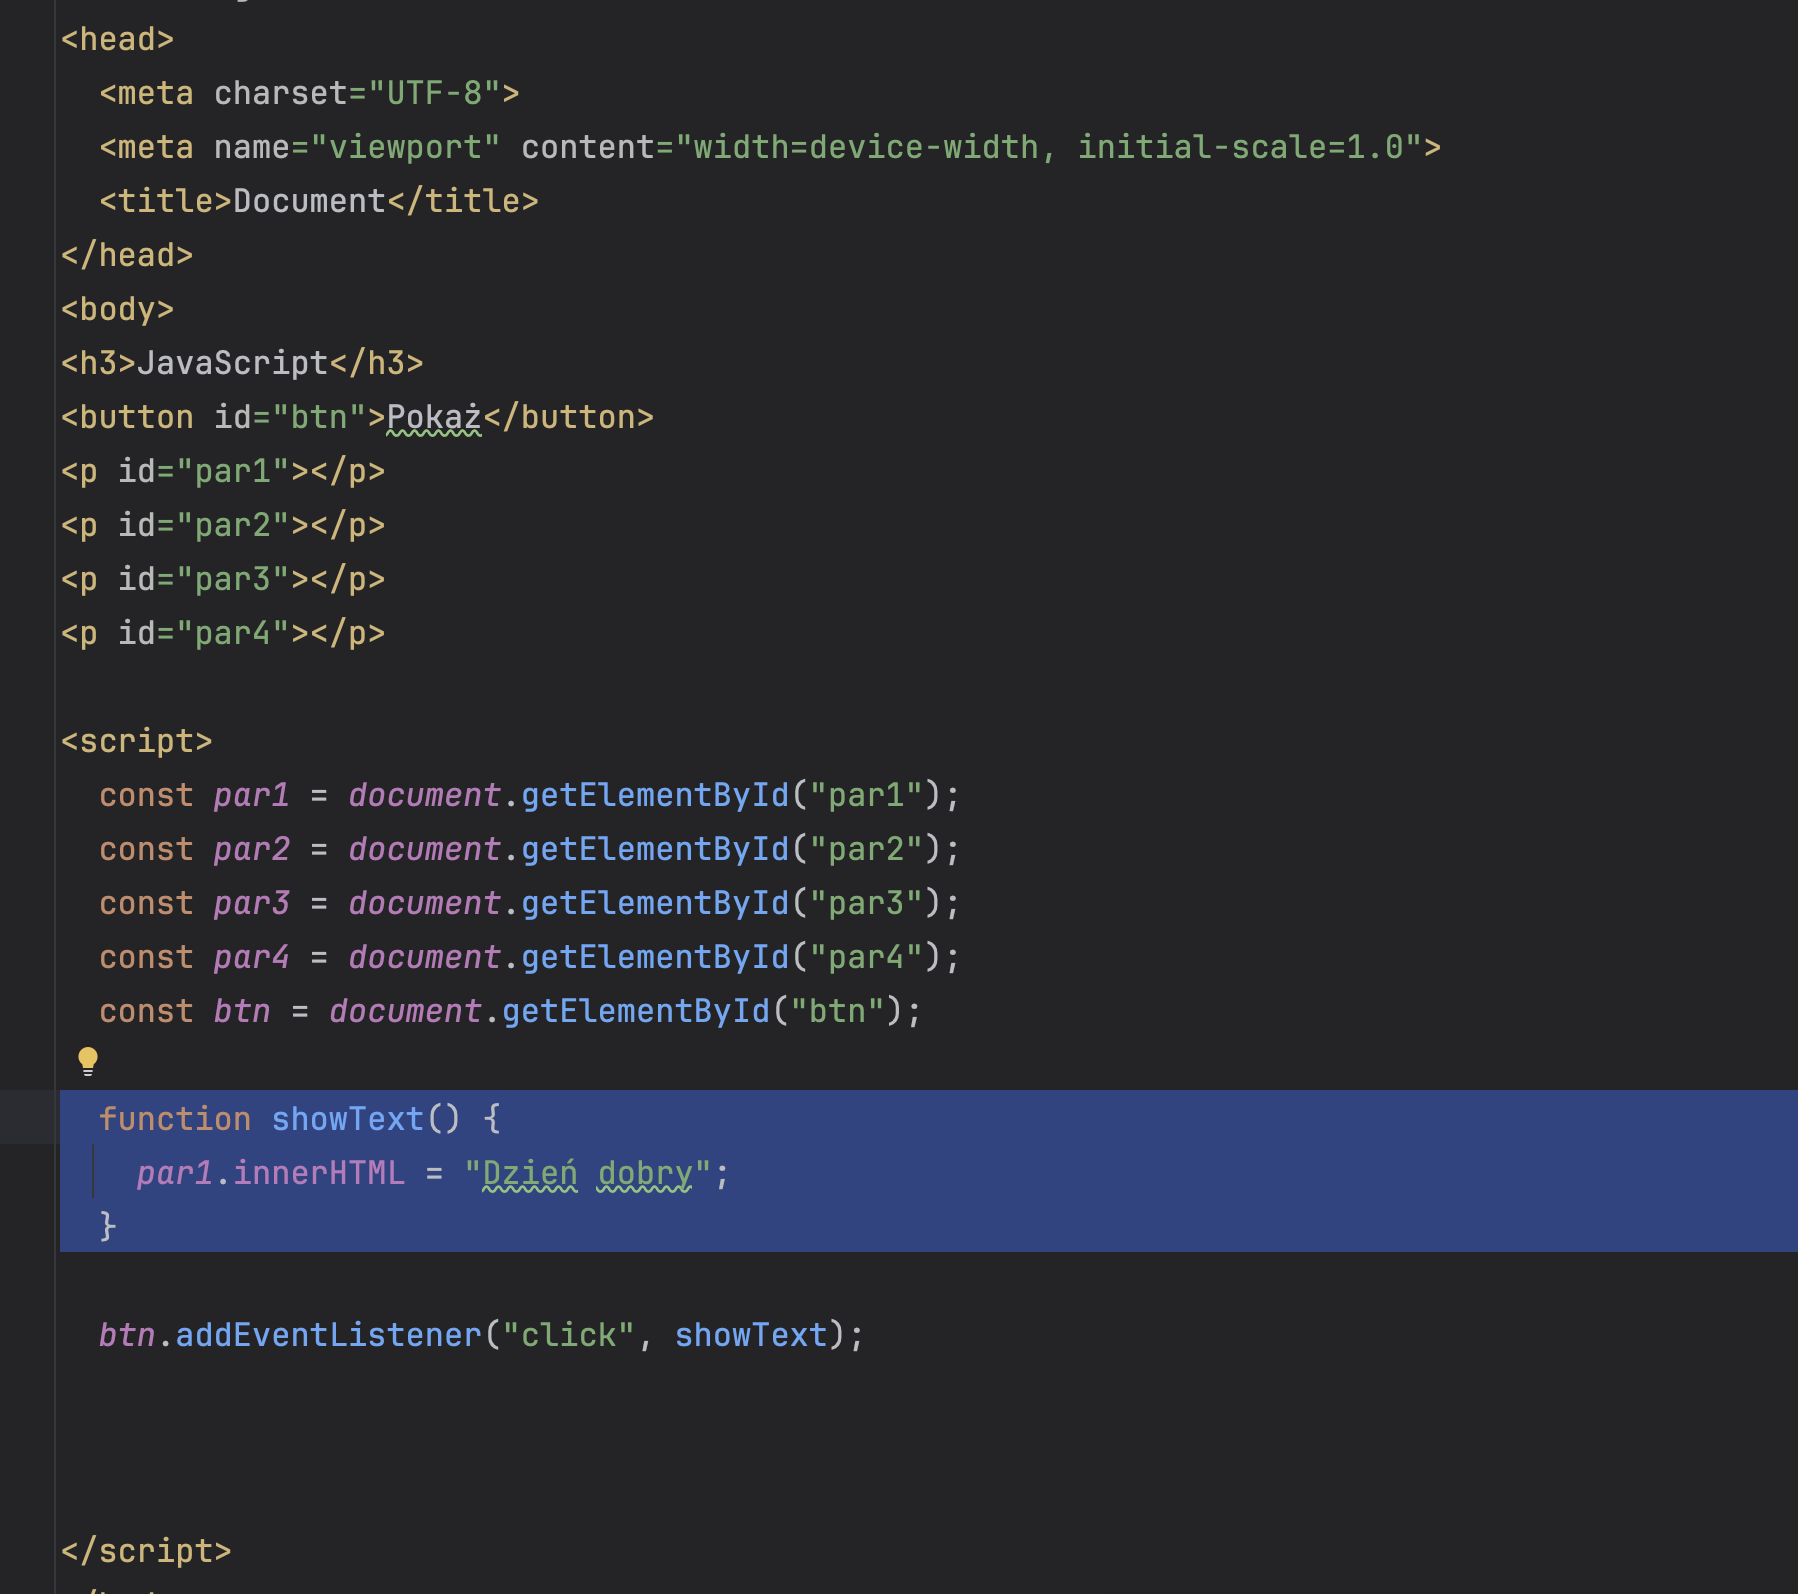 <head>
<meta charset="UTF-8">
<meta name="viewport" content="width=device-width, initial-scale=1.0">
<title>Document</title>
</head>
<body>
<h3>JavaScript</h3>
<button id="btn">Pokaż</button>
<p id="par1"></p>
<p id="par2"></p>
<p id="par3"></p>
<p id="par4"></p>
<script>
const par1 = document.getElementById("par1");
const par2 = document.getElementById("par2");
const par3 = document.getElementById("par3");
const par4 = document.getElementById("par4");
const btn = document.getElementById("btn");
function showText() {
par1.innerHTML = "Dzień dobry";
}
btn.addEventListener("click", showText);
</script>